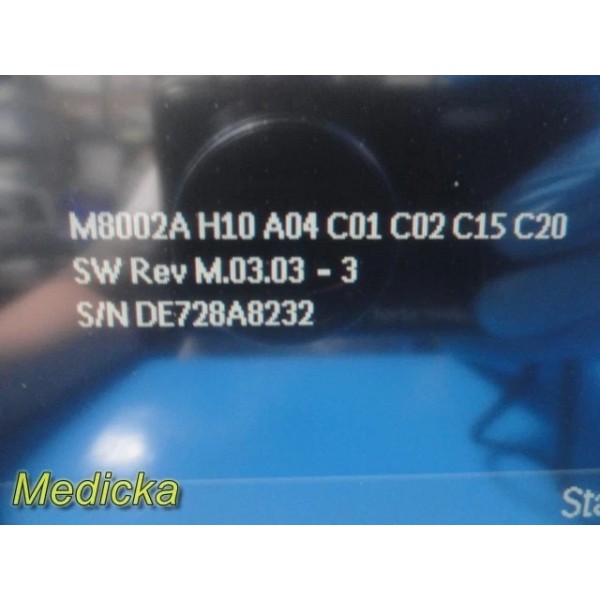 M8002A H10 A04 C01 C02 C15 C20
SW Rev M.03.03 - 3
S/N DE728A8232
Medicka